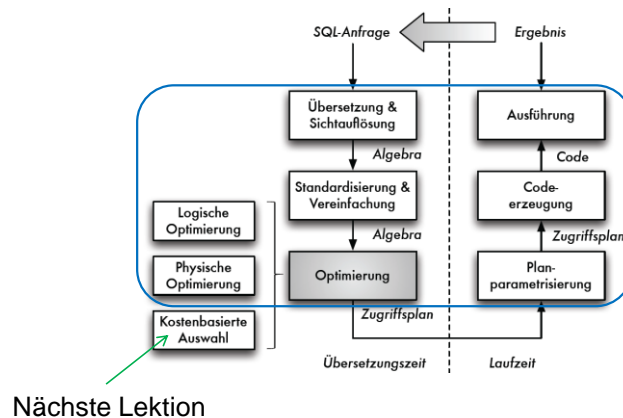 SQL-Anfrage
Ergebnis
Übersetzung &
Sichtauflösung
Ausführung
Algebra
Code
Standardisierung &
Vereinfachung
Code-
erzeugung
Logische
Optimierung
Algebra
Zugriffsplan
Physische
Optimierung
Optimierung
Plan-
parametrisierung
Zugriffsplan
Kostenbasierte
Auswahl
Übersetzungszeit
Laufzeit
Nächste Lektion